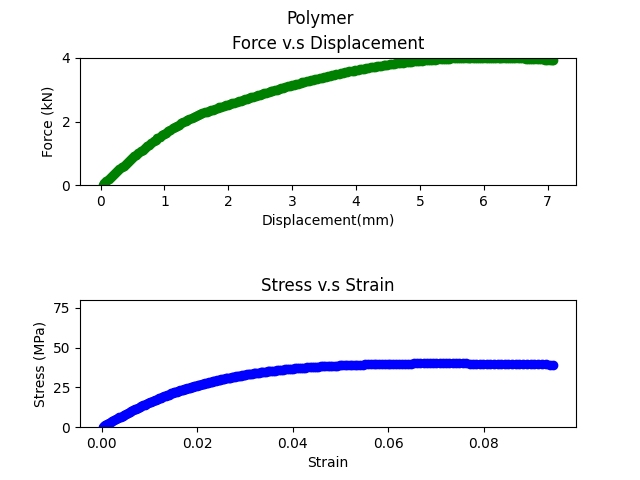 Polymer
Force v.s Displacement
4
2
0
Force (kN)
0 1 2 3 4 5 6 7
Displacement(mm)
Stress v.s Strain
75
50
25
0
Stress (MPa)
0.00 0.02 0.04 0.06 0.08
Strain